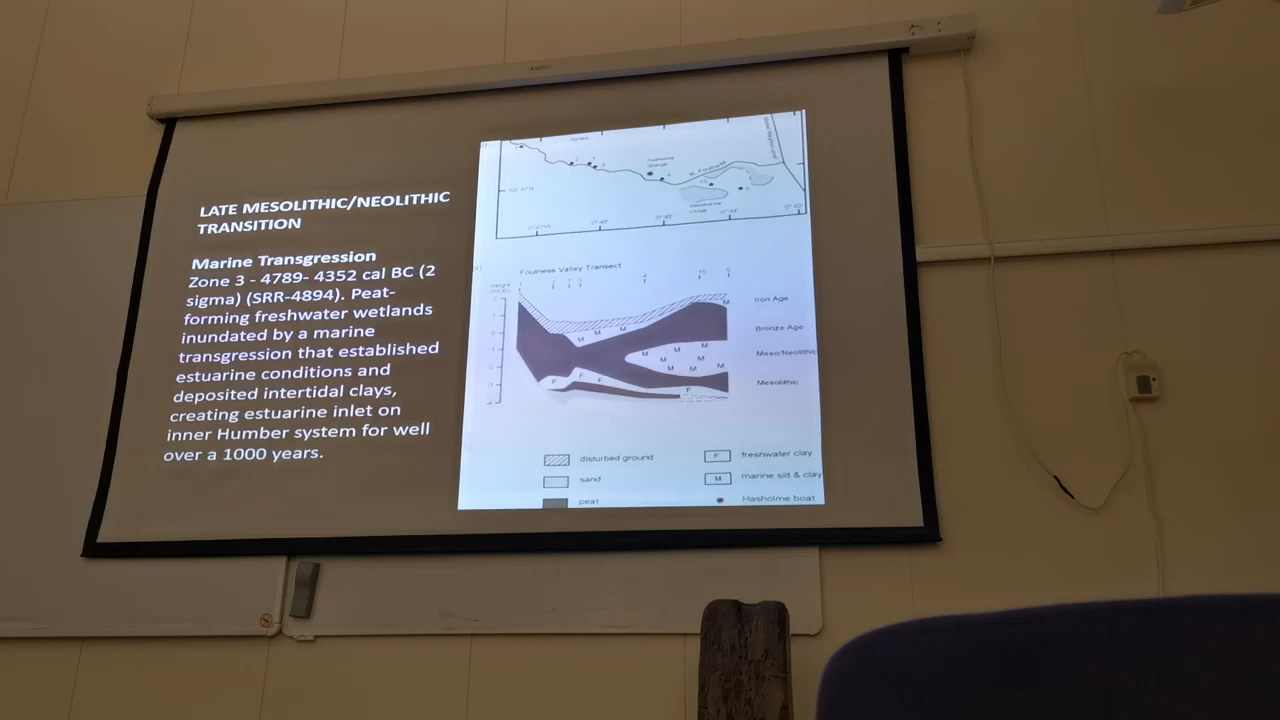 LATE MESOLITHIC/NEOLITHIC
TRANSITION
Marine Transgression
Zone 3 - 4789- 4352 cal BC (2
sigma) (SRR-4894). Peat-
forming freshwater wetlands
inundated by a marine
transgression that established
estuarine conditions and
deposited intertidal clays,
creating estuarine inlet on
inner Humber system for well
over a 1000 years.
R. Foulness
53° 47'N
Foulness Valley Transect
M
Iron Age
M M M
Bronze Age
M M M
Meso/Neolithic
M M M
M M M
Mesolithic
F F F
F
disturbed ground
F freshwater clay
sand
M marine silt & clay
peat
Hasholme boat